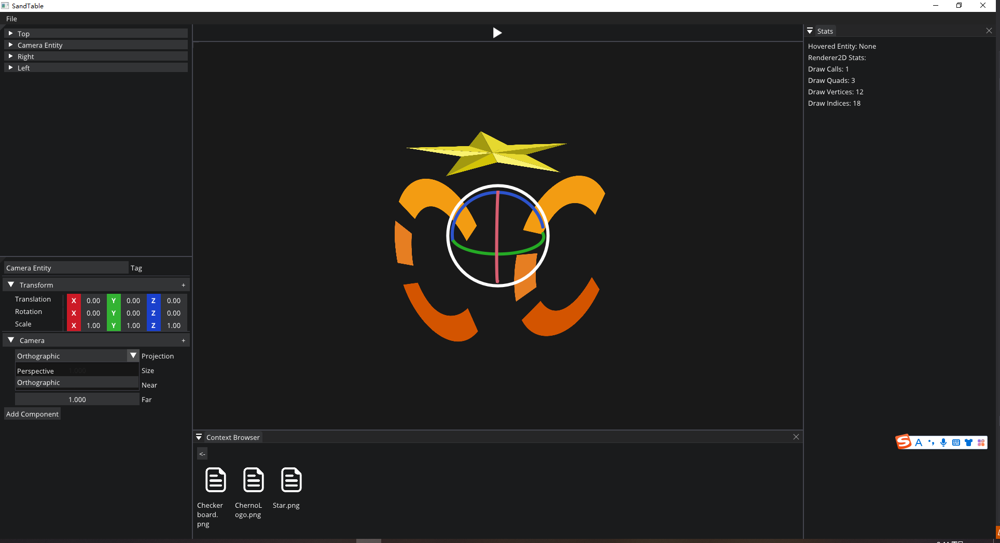 SandTable
File
Top
Camera Entity
Right
Left
Camera Entity Tag
Transform +
Translation X 0.00 Y 0.00 Z 0.00
Rotation X 0.00 Y 0.00 Z 0.00
Scale X 1.00 Y 1.00 Z 1.00
Camera +
Orthographic Projection
Perspective 1.000 Size
Orthographic Near
1.000 Far
Add Component
Context Browser
<-
Checker
board.
png
ChernoL
ogo.png
Star.png
Stats
Hovered Entity: None
Renderer2D Stats:
Draw Calls: 1
Draw Quads: 3
Draw Vertices: 12
Draw Indices: 18
S A